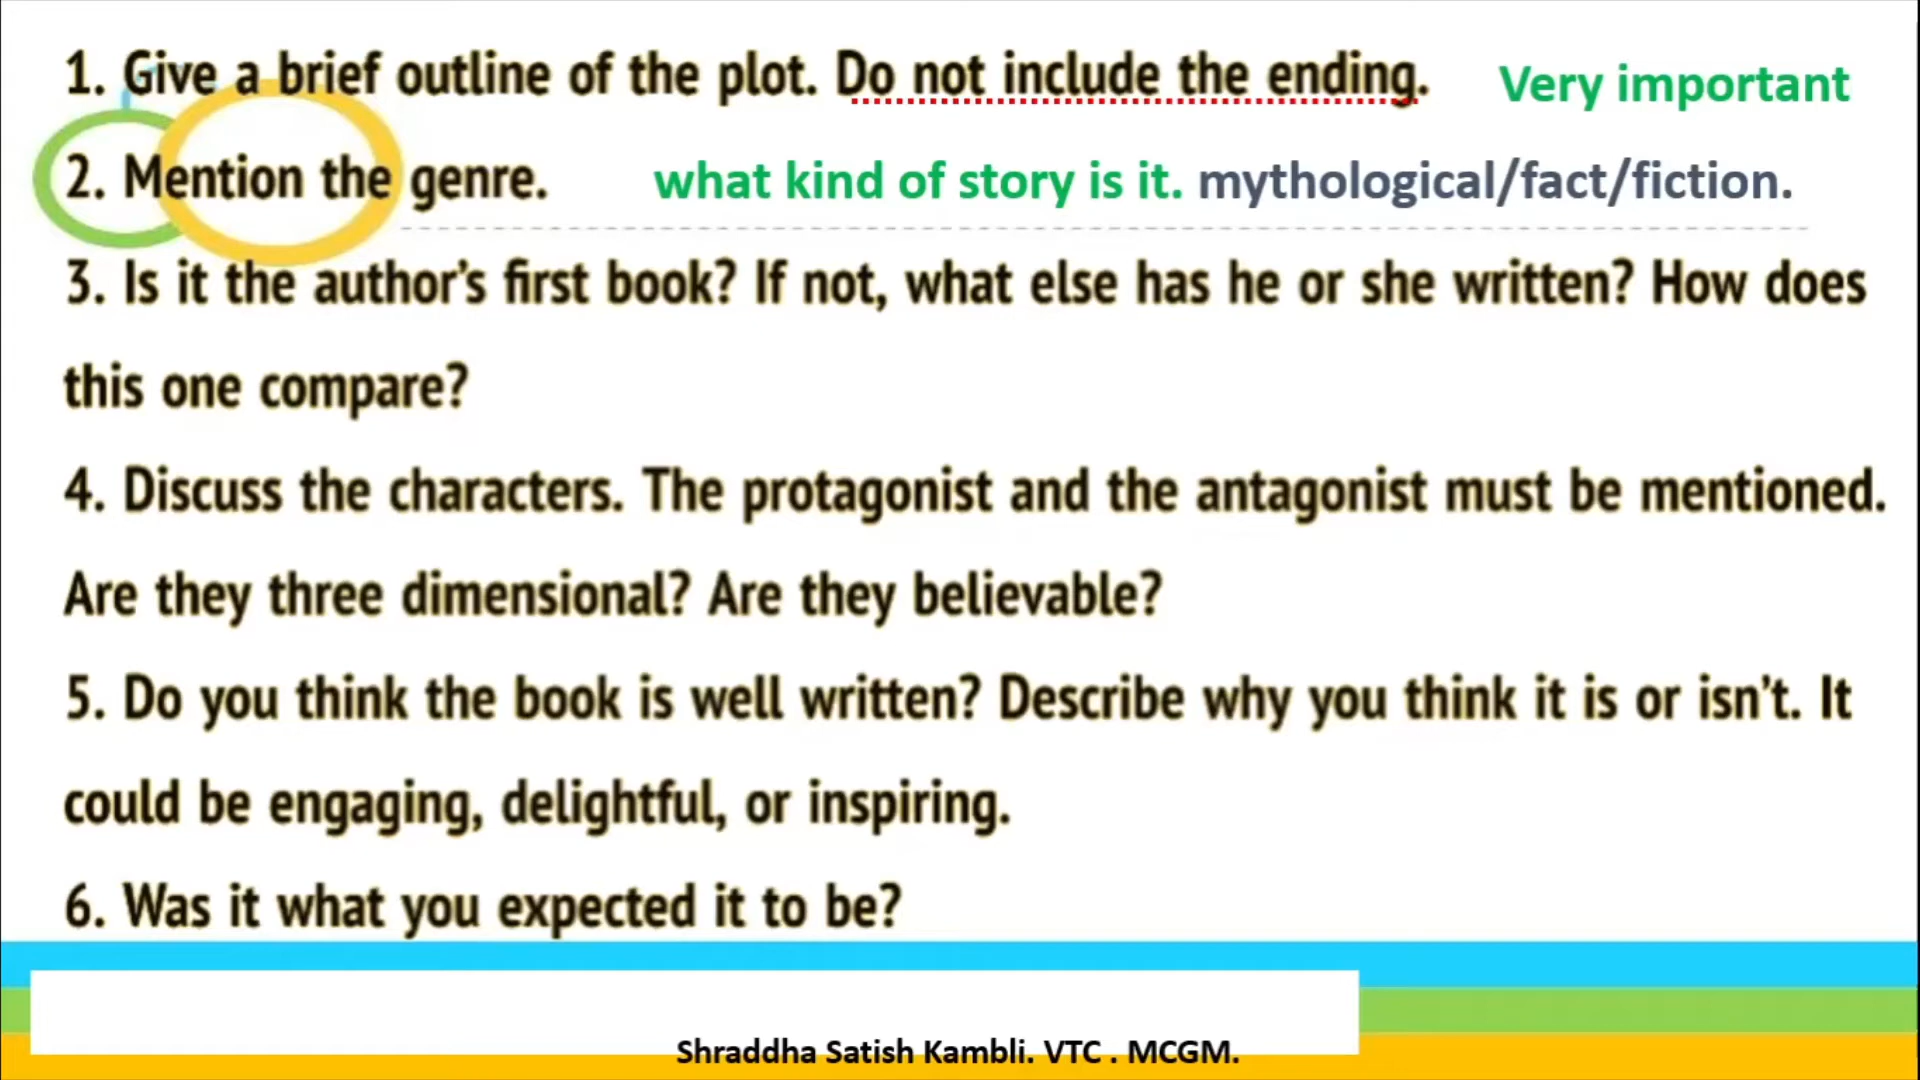 1. Give a brief outline of the plot. Do not include the ending. Very important
2. Mention the genre. what kind of story is it. mythological/fact/fiction.
3. Is it the author's first book? If not, what else has he or she written? How does
this one compare?
4. Discuss the characters. The protagonist and the antagonist must be mentioned.
Are they three dimensional? Are they believable?
5. Do you think the book is well written? Describe why you think it is or isn't. It
could be engaging, delightful, or inspiring.
6. Was it what you expected it to be?
Shraddha Satish Kambli. VTC . MCGM.